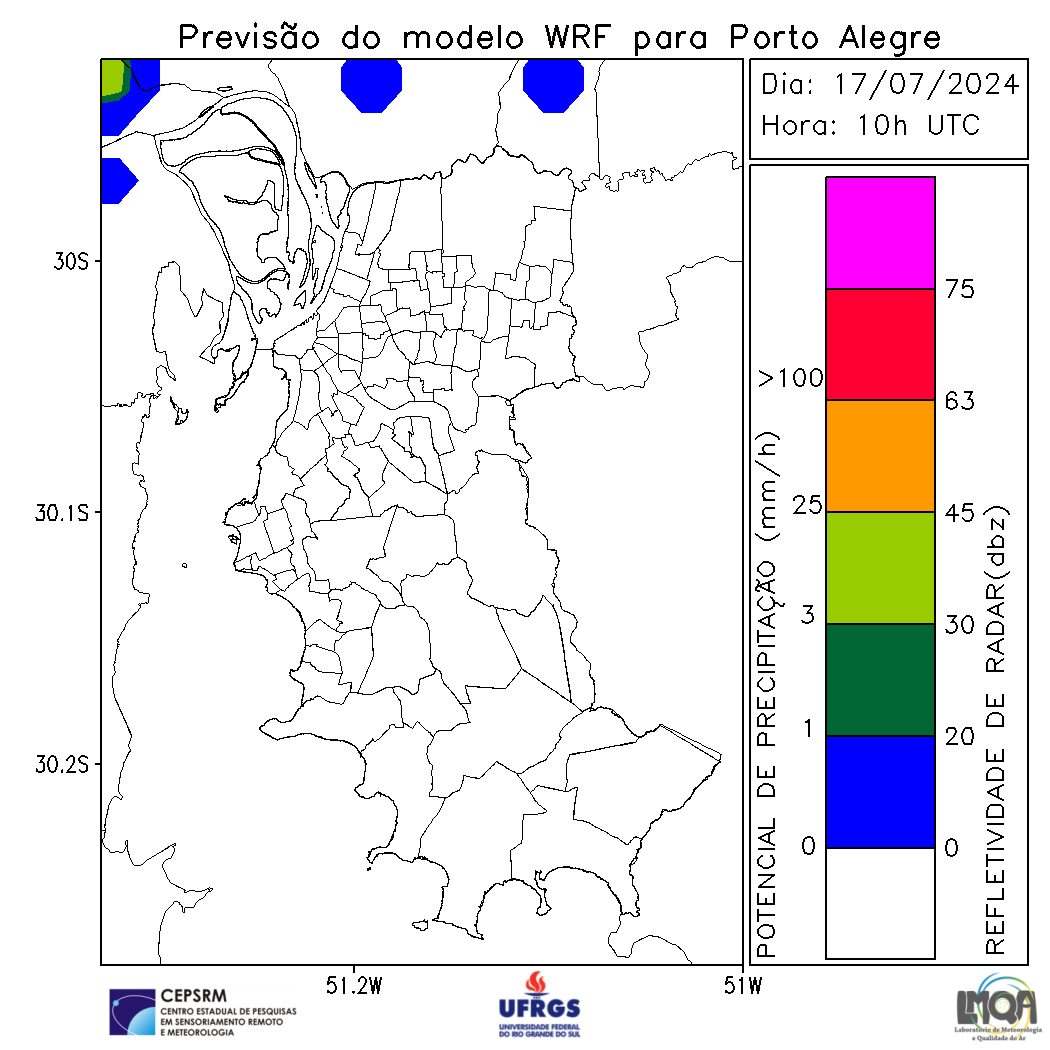 Previsão do modelo WRF para Porto Alegre
Dia: 17/07/2024
Hora: 10h UTC
30S
30.1S
30.2S
51.2W
51W
POTENCIAL DE PRECIPITAÇÃO (mm/h)
>100
25
3
1
0
75
63
45
30
20
0
REFLETIVIDADE DE RADAR(dbz)
CEPSRM
CENTRO ESTADUAL DE PESQUISAS
EM SENSORIAMENTO REMOTO
E METEOROLOGIA
UFRGS
UNIVERSIDADE FEDERAL
DO RIO GRANDE DO SUL
LMQA
Laboratório de Meteorologia
e Qualidade do Ar